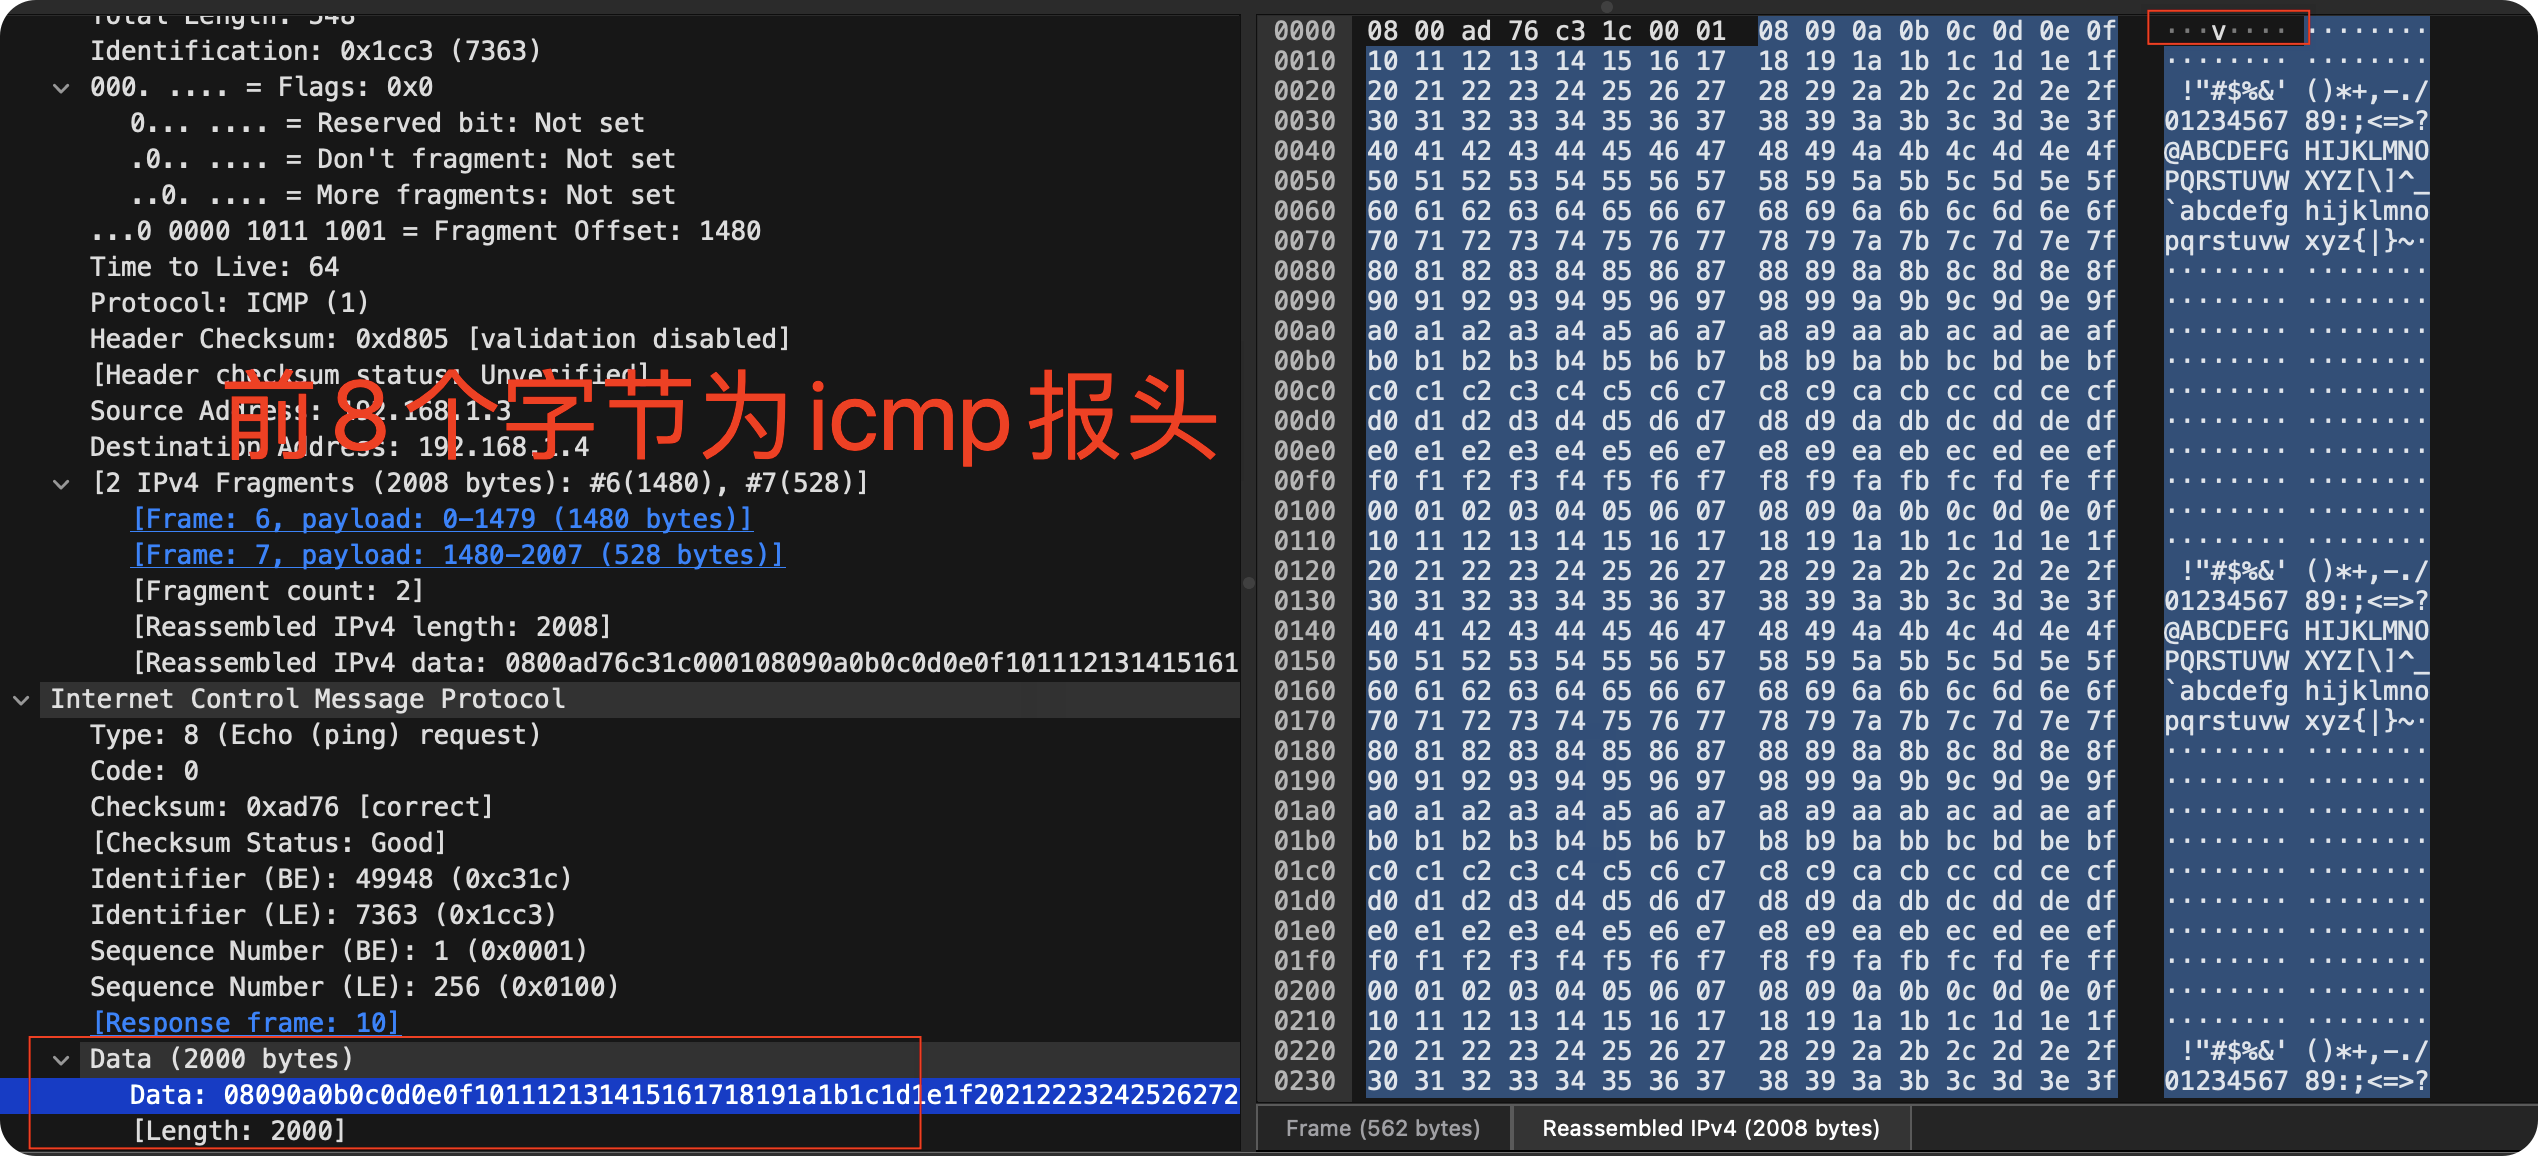 Total Length: 548
Identification: 0x1cc3 (7363)
000. .... = Flags: 0x0
0... .... = Reserved bit: Not set
.0.. .... = Don't fragment: Not set
..0. .... = More fragments: Not set
...0 0000 1011 1001 = Fragment Offset: 1480
Time to Live: 64
Protocol: ICMP (1)
Header Checksum: 0xd805 [validation disabled]
[Header checksum status: Unverified]
Source Address: 192.168.1.3
Destination Address: 192.168.1.4
前8个字节为icmp报头
[2 IPv4 Fragments (2008 bytes): #6(1480), #7(528)]
[Frame: 6, payload: 0-1479 (1480 bytes)]
[Frame: 7, payload: 1480-2007 (528 bytes)]
[Fragment count: 2]
[Reassembled IPv4 length: 2008]
[Reassembled IPv4 data: 0800ad76c31c000108090a0b0c0d0e0f101112131415161
Internet Control Message Protocol
Type: 8 (Echo (ping) request)
Code: 0
Checksum: 0xad76 [correct]
[Checksum Status: Good]
Identifier (BE): 49948 (0xc31c)
Identifier (LE): 7363 (0x1cc3)
Sequence Number (BE): 1 (0x0001)
Sequence Number (LE): 256 (0x0100)
[Response frame: 10]
Data (2000 bytes)
Data: 08090a0b0c0d0e0f101112131415161718191a1b1c1d1e1f20212223242526272
[Length: 2000]
0000 08 00 ad 76 c3 1c 00 01 08 09 0a 0b 0c 0d 0e 0f ···v···· ········
0010 10 11 12 13 14 15 16 17 18 19 1a 1b 1c 1d 1e 1f ········ ········
0020 20 21 22 23 24 25 26 27 28 29 2a 2b 2c 2d 2e 2f !"#$%&' ()*+,-./
0030 30 31 32 33 34 35 36 37 38 39 3a 3b 3c 3d 3e 3f 01234567 89:;<=>?
0040 40 41 42 43 44 45 46 47 48 49 4a 4b 4c 4d 4e 4f @ABCDEFG HIJKLMNO
0050 50 51 52 53 54 55 56 57 58 59 5a 5b 5c 5d 5e 5f PQRSTUVW XYZ[\]^_
0060 60 61 62 63 64 65 66 67 68 69 6a 6b 6c 6d 6e 6f `abcdefg hijklmno
0070 70 71 72 73 74 75 76 77 78 79 7a 7b 7c 7d 7e 7f pqrstuvw xyz{|}~·
0080 80 81 82 83 84 85 86 87 88 89 8a 8b 8c 8d 8e 8f ········ ········
0090 90 91 92 93 94 95 96 97 98 99 9a 9b 9c 9d 9e 9f ········ ········
00a0 a0 a1 a2 a3 a4 a5 a6 a7 a8 a9 aa ab ac ad ae af ········ ········
00b0 b0 b1 b2 b3 b4 b5 b6 b7 b8 b9 ba bb bc bd be bf ········ ········
00c0 c0 c1 c2 c3 c4 c5 c6 c7 c8 c9 ca cb cc cd ce cf ········ ········
00d0 d0 d1 d2 d3 d4 d5 d6 d7 d8 d9 da db dc dd de df ········ ········
00e0 e0 e1 e2 e3 e4 e5 e6 e7 e8 e9 ea eb ec ed ee ef ········ ········
00f0 f0 f1 f2 f3 f4 f5 f6 f7 f8 f9 fa fb fc fd fe ff ········ ········
0100 00 01 02 03 04 05 06 07 08 09 0a 0b 0c 0d 0e 0f ········ ········
0110 10 11 12 13 14 15 16 17 18 19 1a 1b 1c 1d 1e 1f ········ ········
0120 20 21 22 23 24 25 26 27 28 29 2a 2b 2c 2d 2e 2f !"#$%&' ()*+,-./
0130 30 31 32 33 34 35 36 37 38 39 3a 3b 3c 3d 3e 3f 01234567 89:;<=>?
0140 40 41 42 43 44 45 46 47 48 49 4a 4b 4c 4d 4e 4f @ABCDEFG HIJKLMNO
0150 50 51 52 53 54 55 56 57 58 59 5a 5b 5c 5d 5e 5f PQRSTUVW XYZ[\]^_
0160 60 61 62 63 64 65 66 67 68 69 6a 6b 6c 6d 6e 6f `abcdefg hijklmno
0170 70 71 72 73 74 75 76 77 78 79 7a 7b 7c 7d 7e 7f pqrstuvw xyz{|}~·
0180 80 81 82 83 84 85 86 87 88 89 8a 8b 8c 8d 8e 8f ········ ········
0190 90 91 92 93 94 95 96 97 98 99 9a 9b 9c 9d 9e 9f ········ ········
01a0 a0 a1 a2 a3 a4 a5 a6 a7 a8 a9 aa ab ac ad ae af ········ ········
01b0 b0 b1 b2 b3 b4 b5 b6 b7 b8 b9 ba bb bc bd be bf ········ ········
01c0 c0 c1 c2 c3 c4 c5 c6 c7 c8 c9 ca cb cc cd ce cf ········ ········
01d0 d0 d1 d2 d3 d4 d5 d6 d7 d8 d9 da db dc dd de df ········ ········
01e0 e0 e1 e2 e3 e4 e5 e6 e7 e8 e9 ea eb ec ed ee ef ········ ········
01f0 f0 f1 f2 f3 f4 f5 f6 f7 f8 f9 fa fb fc fd fe ff ········ ········
0200 00 01 02 03 04 05 06 07 08 09 0a 0b 0c 0d 0e 0f ········ ········
0210 10 11 12 13 14 15 16 17 18 19 1a 1b 1c 1d 1e 1f ········ ········
0220 20 21 22 23 24 25 26 27 28 29 2a 2b 2c 2d 2e 2f !"#$%&' ()*+,-./
0230 30 31 32 33 34 35 36 37 38 39 3a 3b 3c 3d 3e 3f 01234567 89:;<=>?
Frame (562 bytes)
Reassembled IPv4 (2008 bytes)